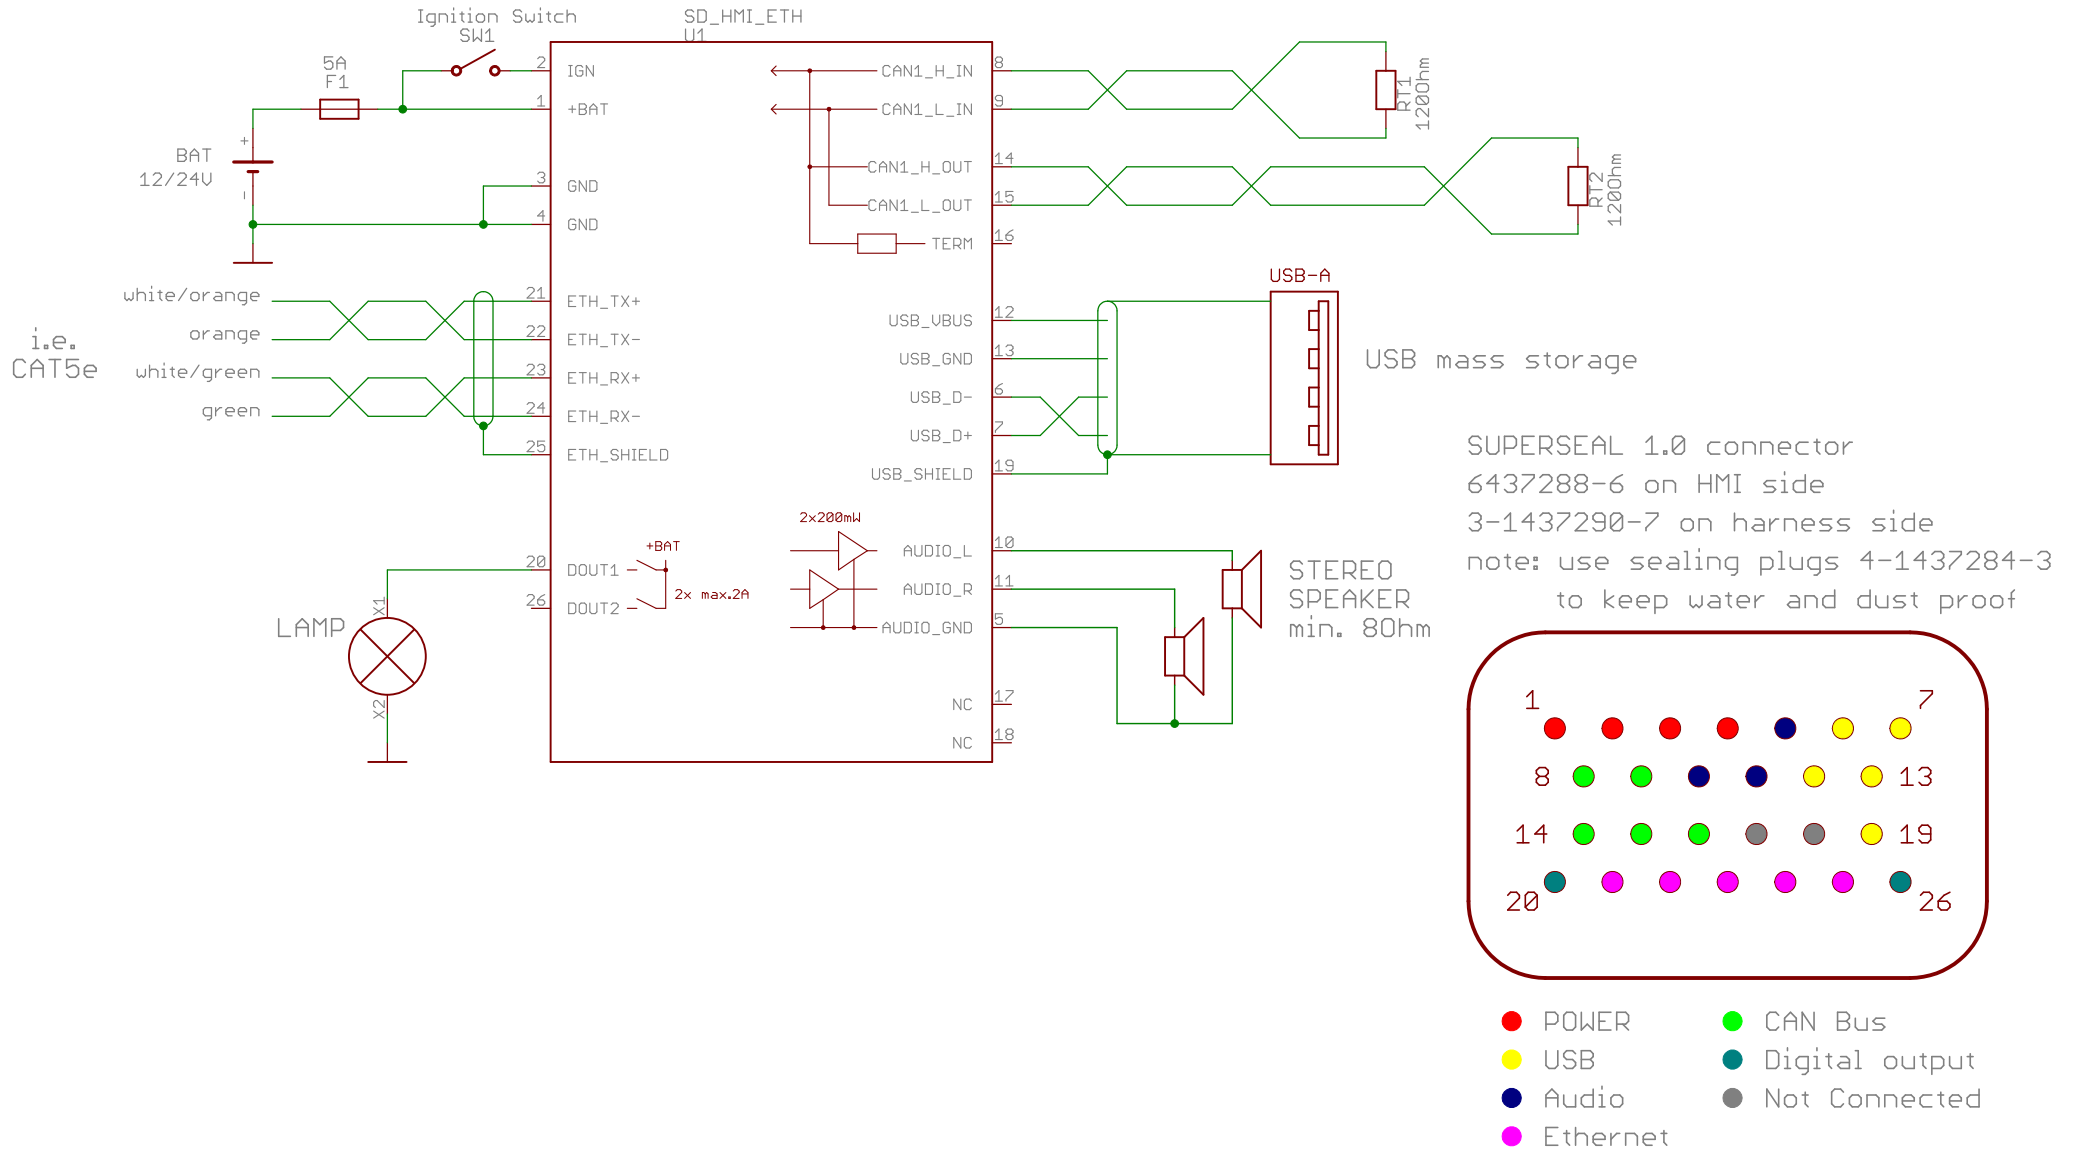 Ignition Switch
SW1
SD_HMI_ETH
U1
5A
F1
2
IGN
1
+BAT
+
BAT
12/24V
-
3
GND
4
GND
21
ETH_TX+
22
ETH_TX-
23
ETH_RX+
24
ETH_RX-
25
ETH_SHIELD
white/orange
orange
white/green
green
i.e.
CAT5e
20
DOUT1
26
DOUT2
+BAT
2x max.2A
LAMP
X1
X2
CAN1_H_IN
8
CAN1_L_IN
9
CAN1_H_OUT
14
CAN1_L_OUT
15
TERM
16
RT1
120Ohm
RT2
120Ohm
USB_VBUS
12
USB_GND
13
USB_D-
6
USB_D+
7
USB_SHIELD
19
USB-A
USB mass storage
2x200mW
AUDIO_L
10
AUDIO_R
11
AUDIO_GND
5
NC
17
NC
18
STEREO
SPEAKER
min. 8Ohm
SUPERSEAL 1.0 connector
6437288-6 on HMI side
3-1437290-7 on harness side
note: use sealing plugs 4-1437284-3
to keep water and dust proof
1
7
8
13
14
19
20
26
POWER
USB
Audio
Ethernet
CAN Bus
Digital output
Not Connected